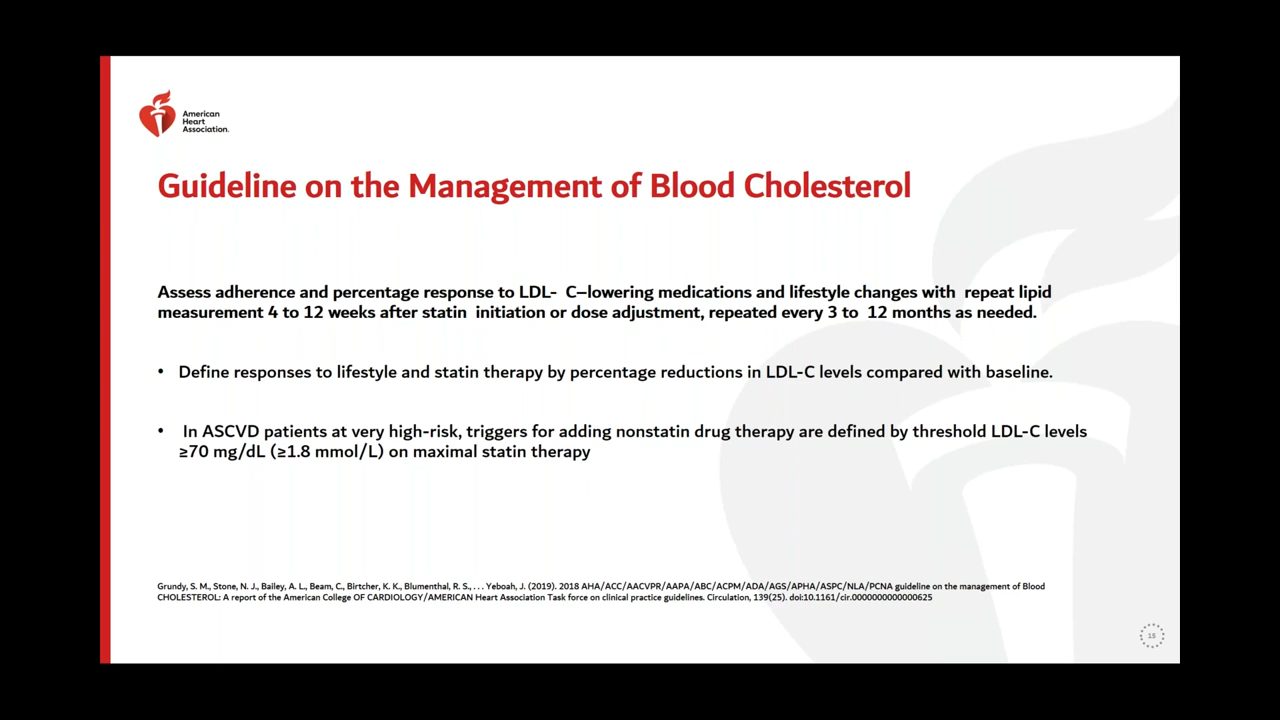 American
Heart
Association.
Guideline on the Management of Blood Cholesterol
Assess adherence and percentage response to LDL- C–lowering medications and lifestyle changes with repeat lipid
measurement 4 to 12 weeks after statin initiation or dose adjustment, repeated every 3 to 12 months as needed.
• Define responses to lifestyle and statin therapy by percentage reductions in LDL-C levels compared with baseline.
• In ASCVD patients at very high-risk, triggers for adding nonstatin drug therapy are defined by threshold LDL-C levels
≥70 mg/dL (≥1.8 mmol/L) on maximal statin therapy
Grundy, S. M., Stone, N. J., Bailey, A. L., Beam, C., Birtcher, K. K., Blumenthal, R. S., . . . Yeboah, J. (2019). 2018 AHA/ACC/AACVPR/AAPA/ABC/ACPM/ADA/AGS/APHA/ASPC/NLA/PCNA guideline on the management of Blood
CHOLESTEROL: A report of the American College OF CARDIOLOGY/AMERICAN Heart Association Task force on clinical practice guidelines. Circulation, 139(25). doi:10.1161/cir.0000000000000625
15